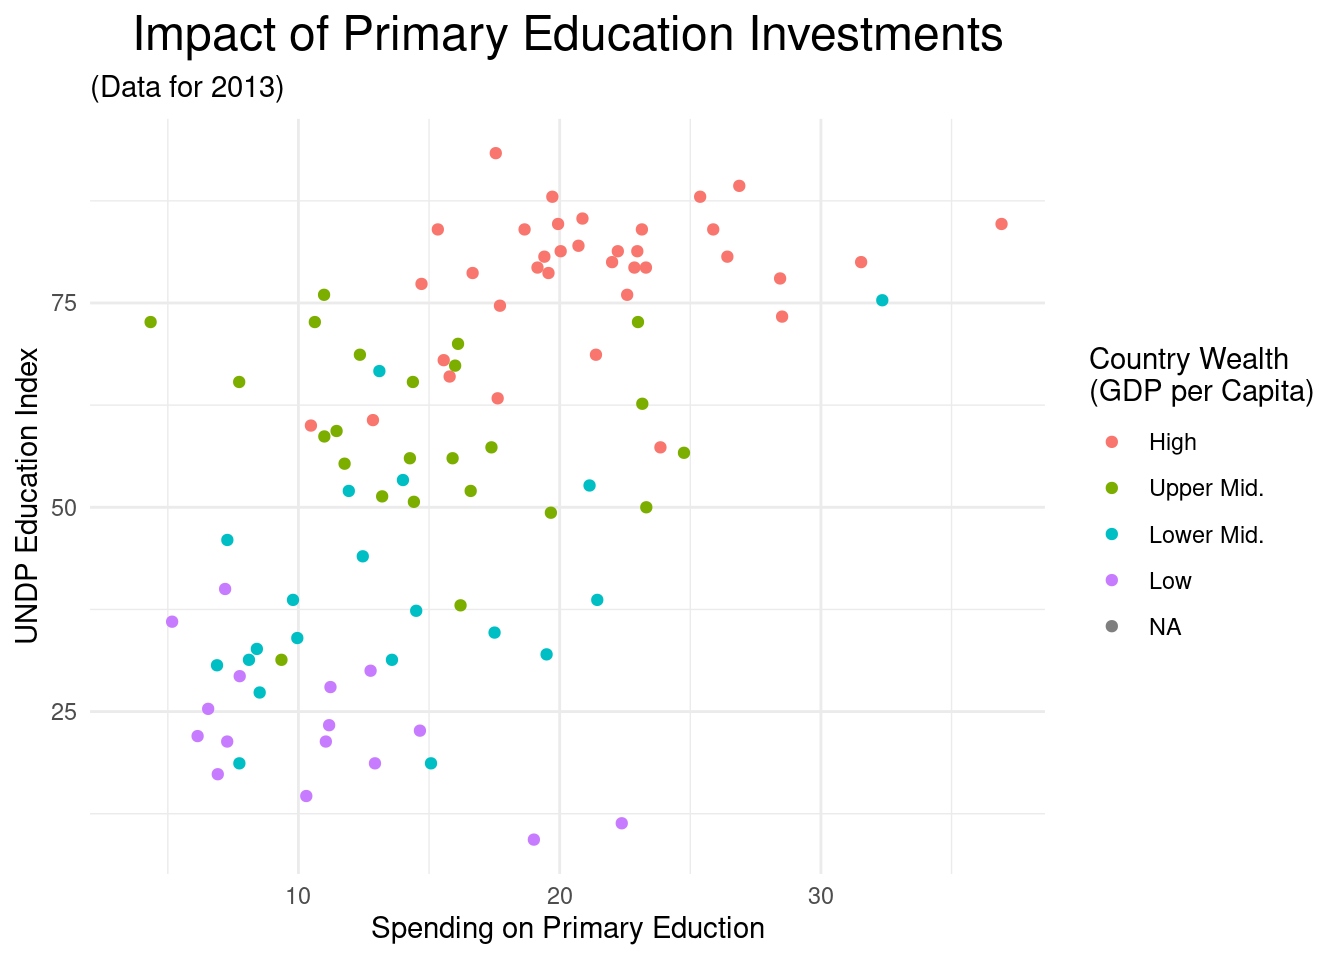 Impact of Primary Education Investments
(Data for 2013)
UNDP Education Index
75
50
25
10
20
30
Spending on Primary Eduction
Country Wealth
(GDP per Capita)
High
Upper Mid.
Lower Mid.
Low
NA